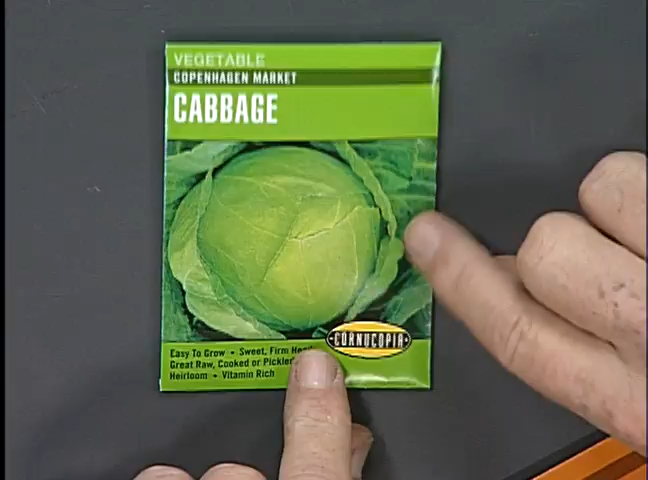 VEGETABLE
COPENHAGEN MARKET
CABBAGE
·CORNUCOPIA·
Easy To Grow • Sweet, Firm Head
Great Raw, Cooked or Pickled
Heirloom • Vitamin Rich